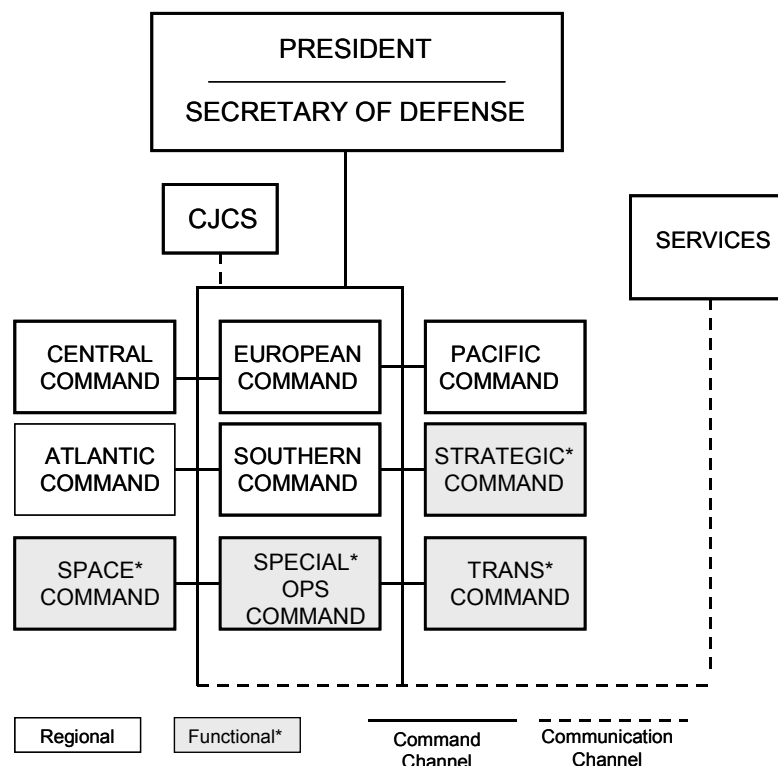 PRESIDENT
SECRETARY OF DEFENSE
CJCS
SERVICES
CENTRAL
COMMAND
EUROPEAN
COMMAND
PACIFIC
COMMAND
ATLANTIC
COMMAND
SOUTHERN
COMMAND
STRATEGIC*
COMMAND
SPACE*
COMMAND
SPECIAL*
OPS
COMMAND
TRANS*
COMMAND
Regional
Functional*
Command
Channel
Communication
Channel